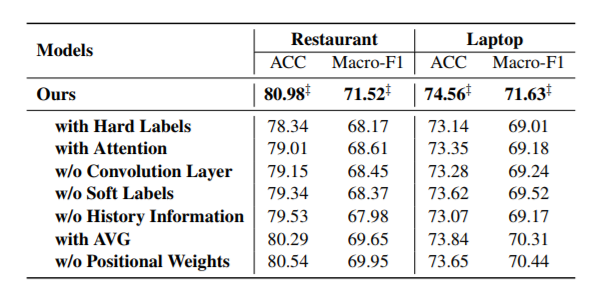 Models Restaurant Laptop
ACC Macro-F1 ACC Macro-F1
Ours 80.98‡ 71.52‡ 74.56‡ 71.63‡
with Hard Labels 78.34 68.17 73.14 69.01
with Attention 79.01 68.61 73.35 69.18
w/o Convolution Layer 79.15 68.45 73.28 69.24
w/o Soft Labels 79.34 68.37 73.62 69.52
w/o History Information 79.53 67.98 73.07 69.17
with AVG 80.29 69.65 73.84 70.31
w/o Positional Weights 80.54 69.95 73.65 70.44